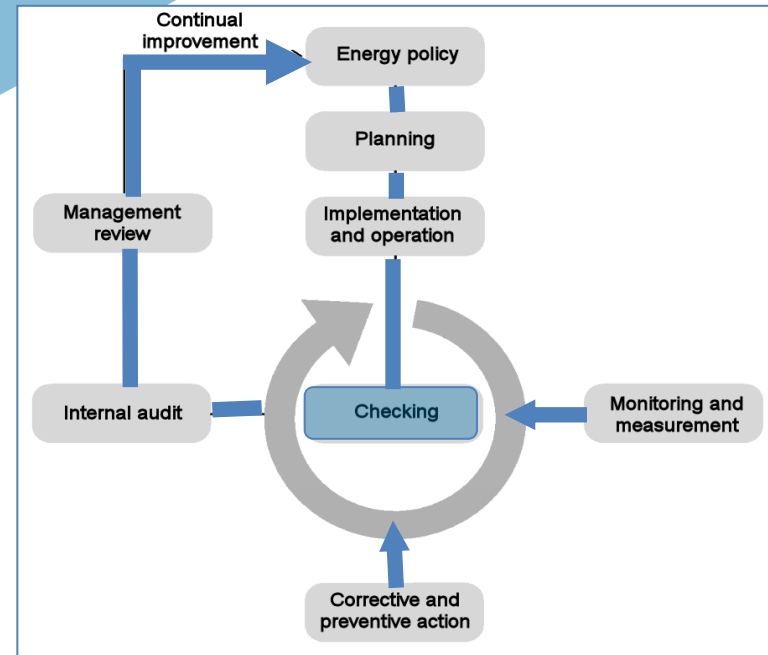 Continual
improvement
Energy policy
Planning
Implementation
and operation
Management
review
Internal audit
Checking
Monitoring and
measurement
Corrective and
preventive action